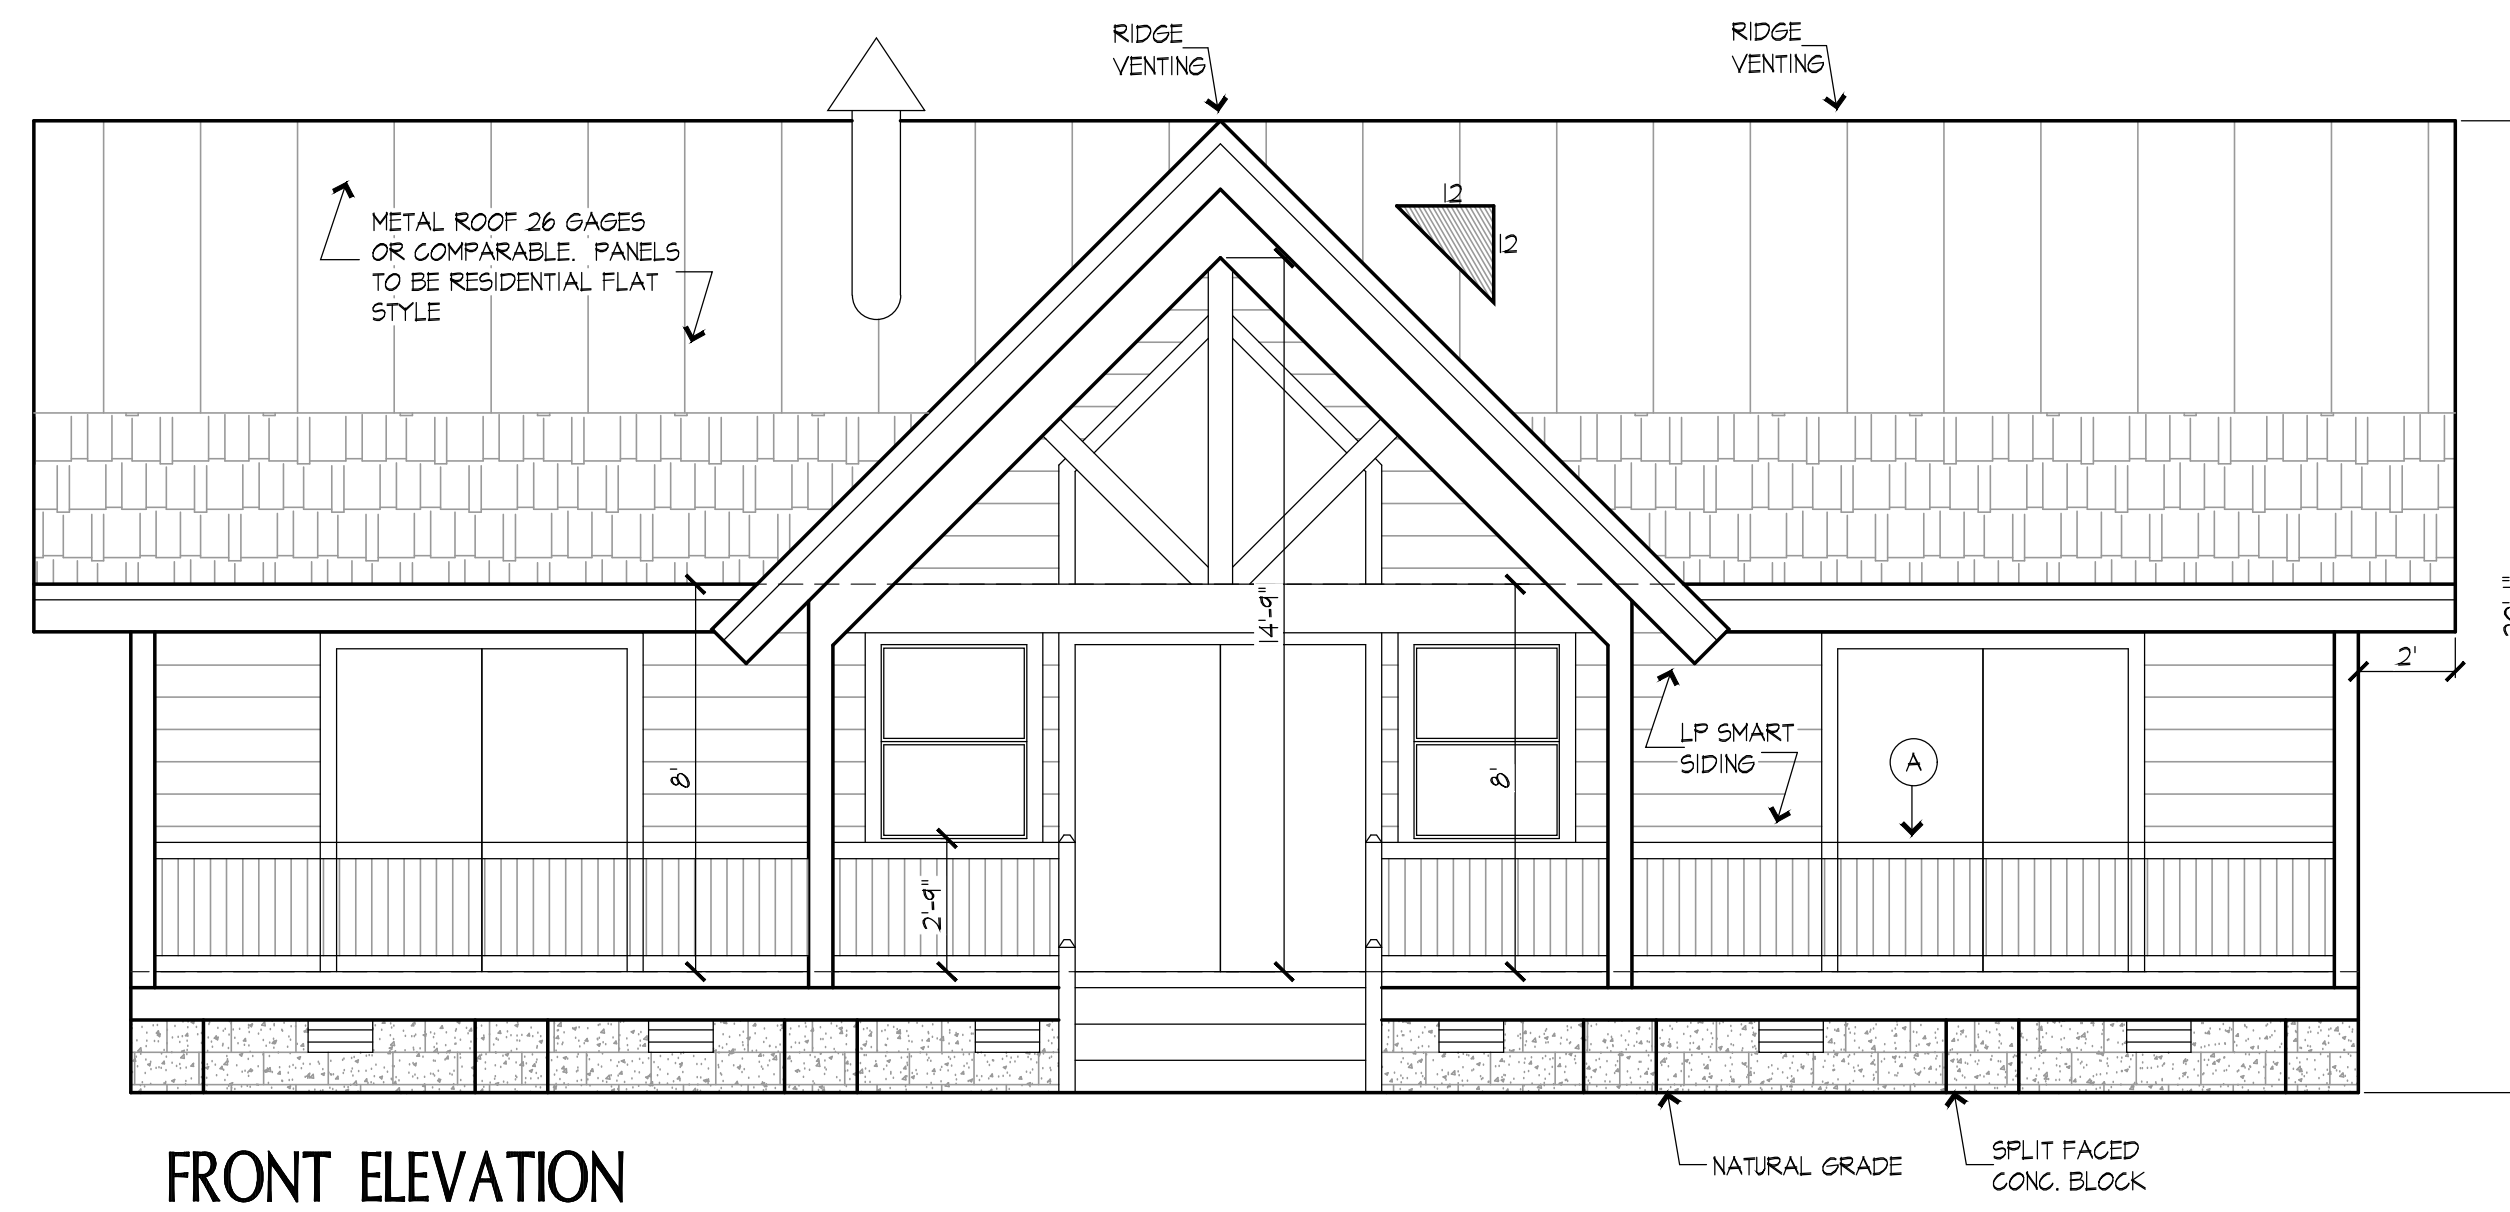 RIDGE
VENTING
RIDGE
VENTING
METAL ROOF 26 GAGES
OR COMPARABLE. PANELS
TO BE RESIDENTIAL FLAT
STYLE
12
12
14'-9"
2'
8'
8'
LP SMART
SIDING
A
2'-9"
NATURAL GRADE
SPLIT FACED
CONC. BLOCK
FRONT ELEVATION